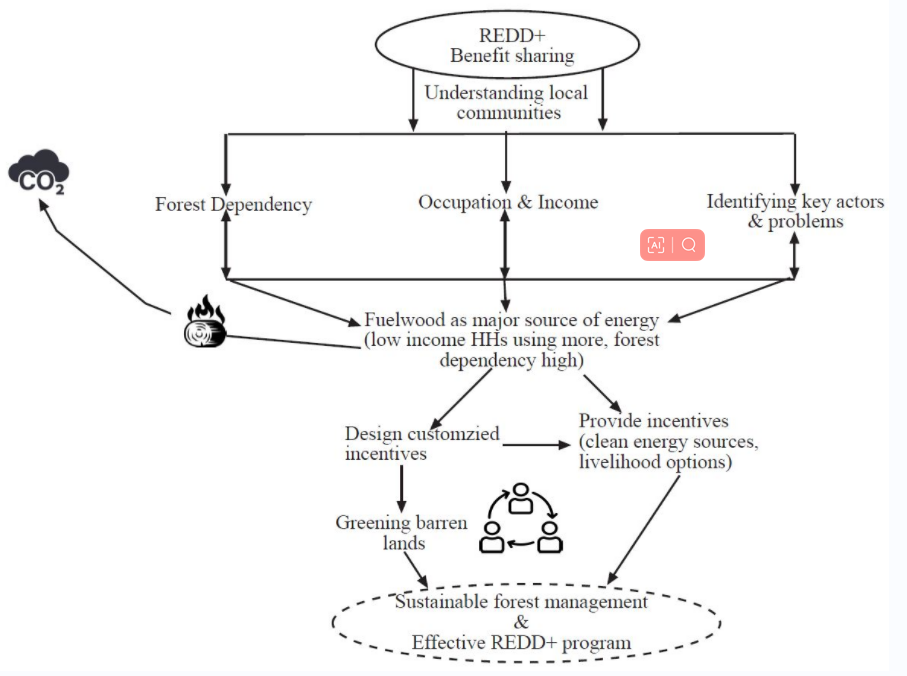 REDD+
Benefit sharing
Understanding local
communities
CO2
Forest Dependency
Occupation & Income
Identifying key actors
& problems
AI
Fuelwood as major source of energy
(low income HHs using more, forest
dependency high)
Design customzied
incentives
Provide incentives
(clean energy sources,
livelihood options)
Greening barren
lands
Sustainable forest management
&
Effective REDD+ program